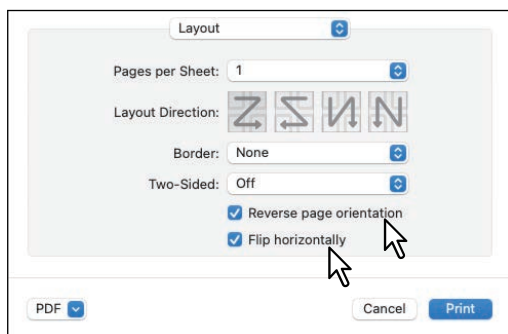 Layout
Pages per Sheet: 1
Layout Direction:
Border: None
Two-Sided: Off
Reverse page orientation
Flip horizontally
PDF Cancel Print